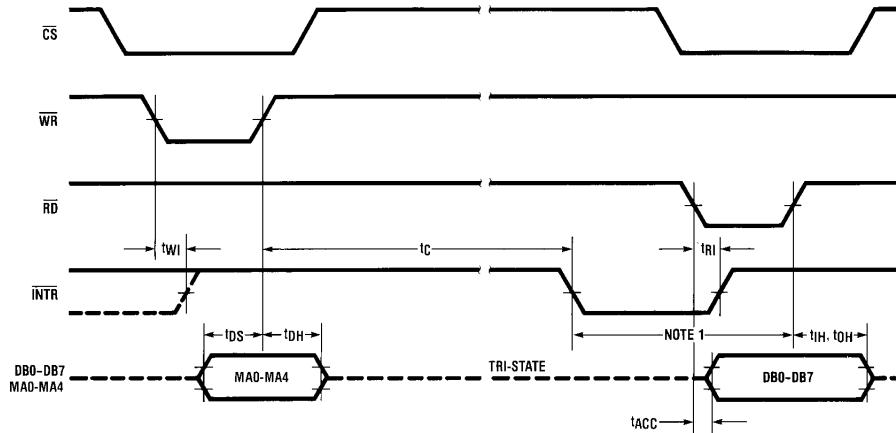 CS
WR
RD
tWI
tC
tRI
INTR
tDS
tDH
NOTE 1
tIH, tOH
DB0-DB7
MA0-MA4
MA0-MA4
TRI-STATE
DB0-DB7
tACC